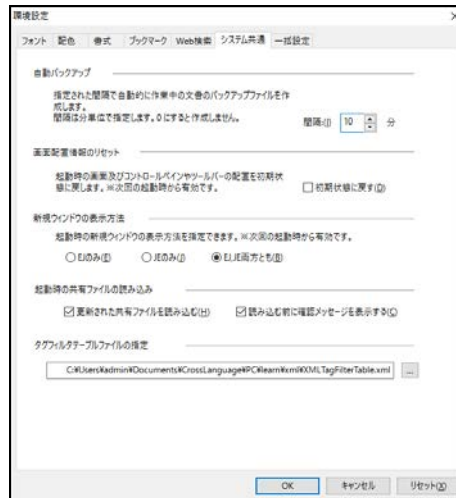 環境設定
フォント 配色 書式 ブックマーク Web検索 システム共通 一括設定
自動バックアップ
指定された間隔で自動的に作業中の文書のバックアップファイルを作
成します。
間隔は分単位で指定します。0にすると作成しません。
間隔:(I) 10 分
画面配置情報のリセット
起動時の画面及びコントロールペインやツールバーの配置を初期状
態に戻します。※次回の起動時から有効です。
初期状態に戻す(D)
新規ウィンドウの表示方法
起動時の新規ウィンドウの表示方法を指定できます。※次回の起動時から有効です。
EJのみ(E) JEのみ(J) EJ,JE両方とも(B)
起動時の共有ファイルの読み込み
更新された共有ファイルを読み込む(H) 読み込む前に確認メッセージを表示する(C)
タグフィルタテーブルファイルの指定
C:¥Users¥admin¥Documents¥CrossLanguage¥PC¥learn¥xml¥XMLTagFilterTable.xml ...
OK キャンセル リセット(X)